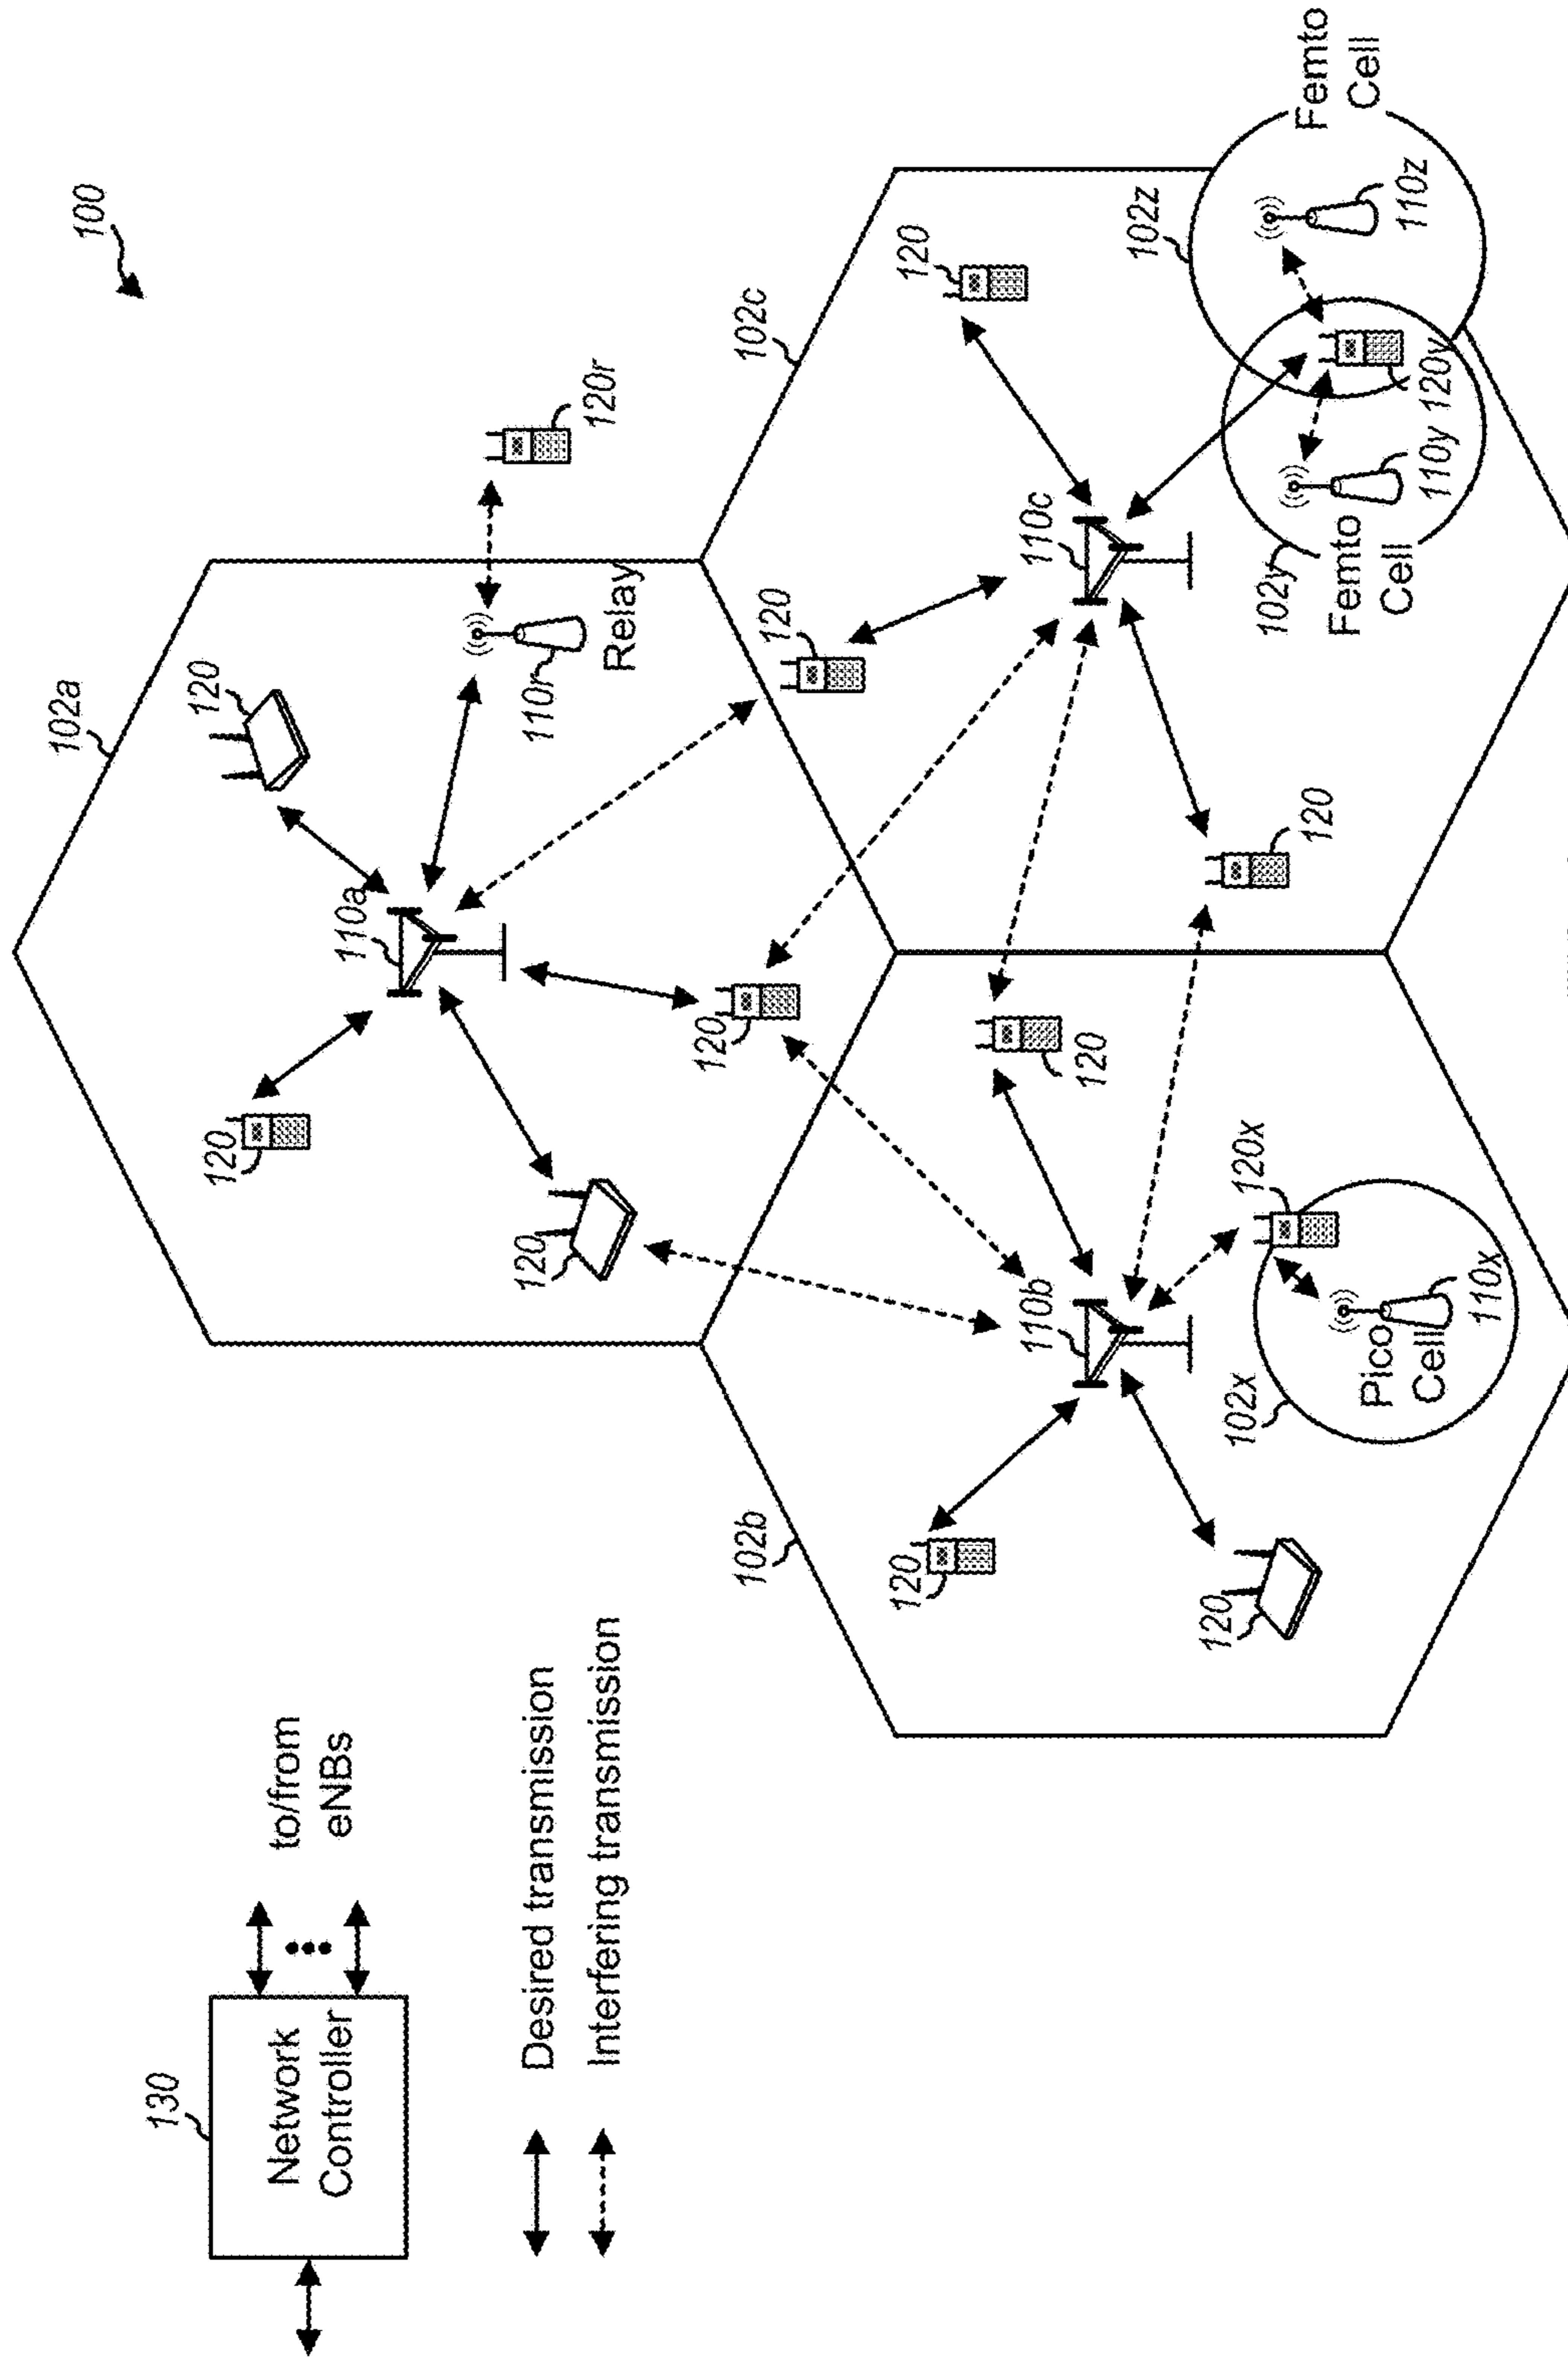 100
130
Network
Controller
to/from
eNBs
Desired transmission
Interfering transmission
102a
120
120
110a
120
120
110r
Relay
120r
102b
120
120
110b
120
120x
102x
Pico
Cell
110x
102c
120
120
110c
120
102y
Femto
Cell
110y
120y
102z
110z
Femto
Cell